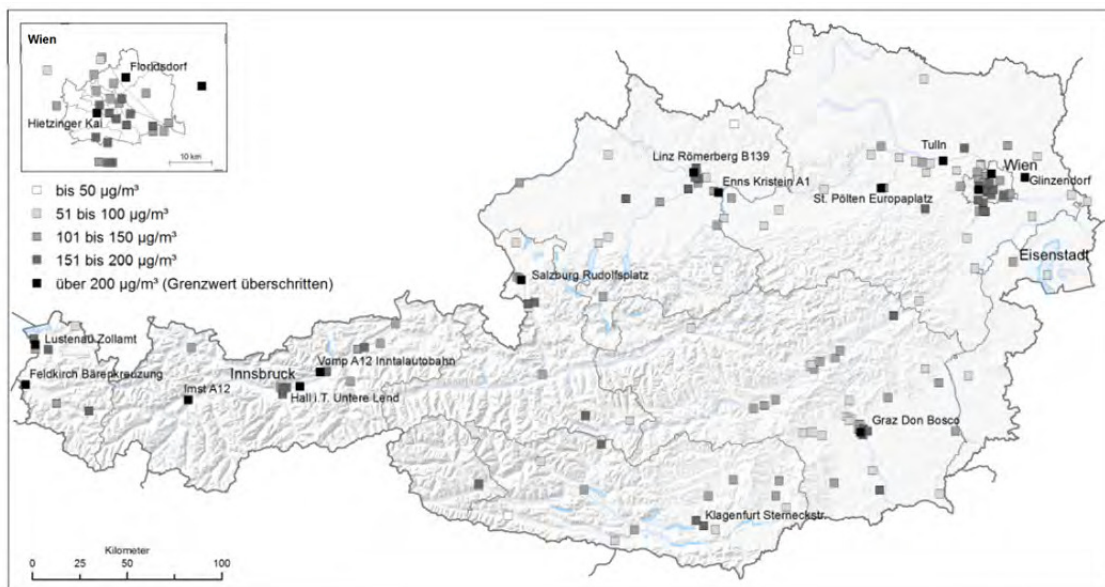 Wien
Floridsdorf
Hietzinger Kai
10 km
bis 50 µg/m³
51 bis 100 µg/m³
101 bis 150 µg/m³
151 bis 200 µg/m³
über 200 µg/m³ (Grenzwert überschritten)
Linz Römerberg B139
Enns Kristein A1
Tulln
Wien
Glinzendorf
St. Pölten Europaplatz
Eisenstadt
Salzburg Rudolfsplatz
Lustenau Zollamt
Feldkirch Bärenkreuzung
Vomp A12 Inntalautobahn
Innsbruck
Imst A12
Hall i.T. Untere Lend
Graz Don Bosco
Klagenfurt Sterneckstr.
Kilometer
0 25 50 100